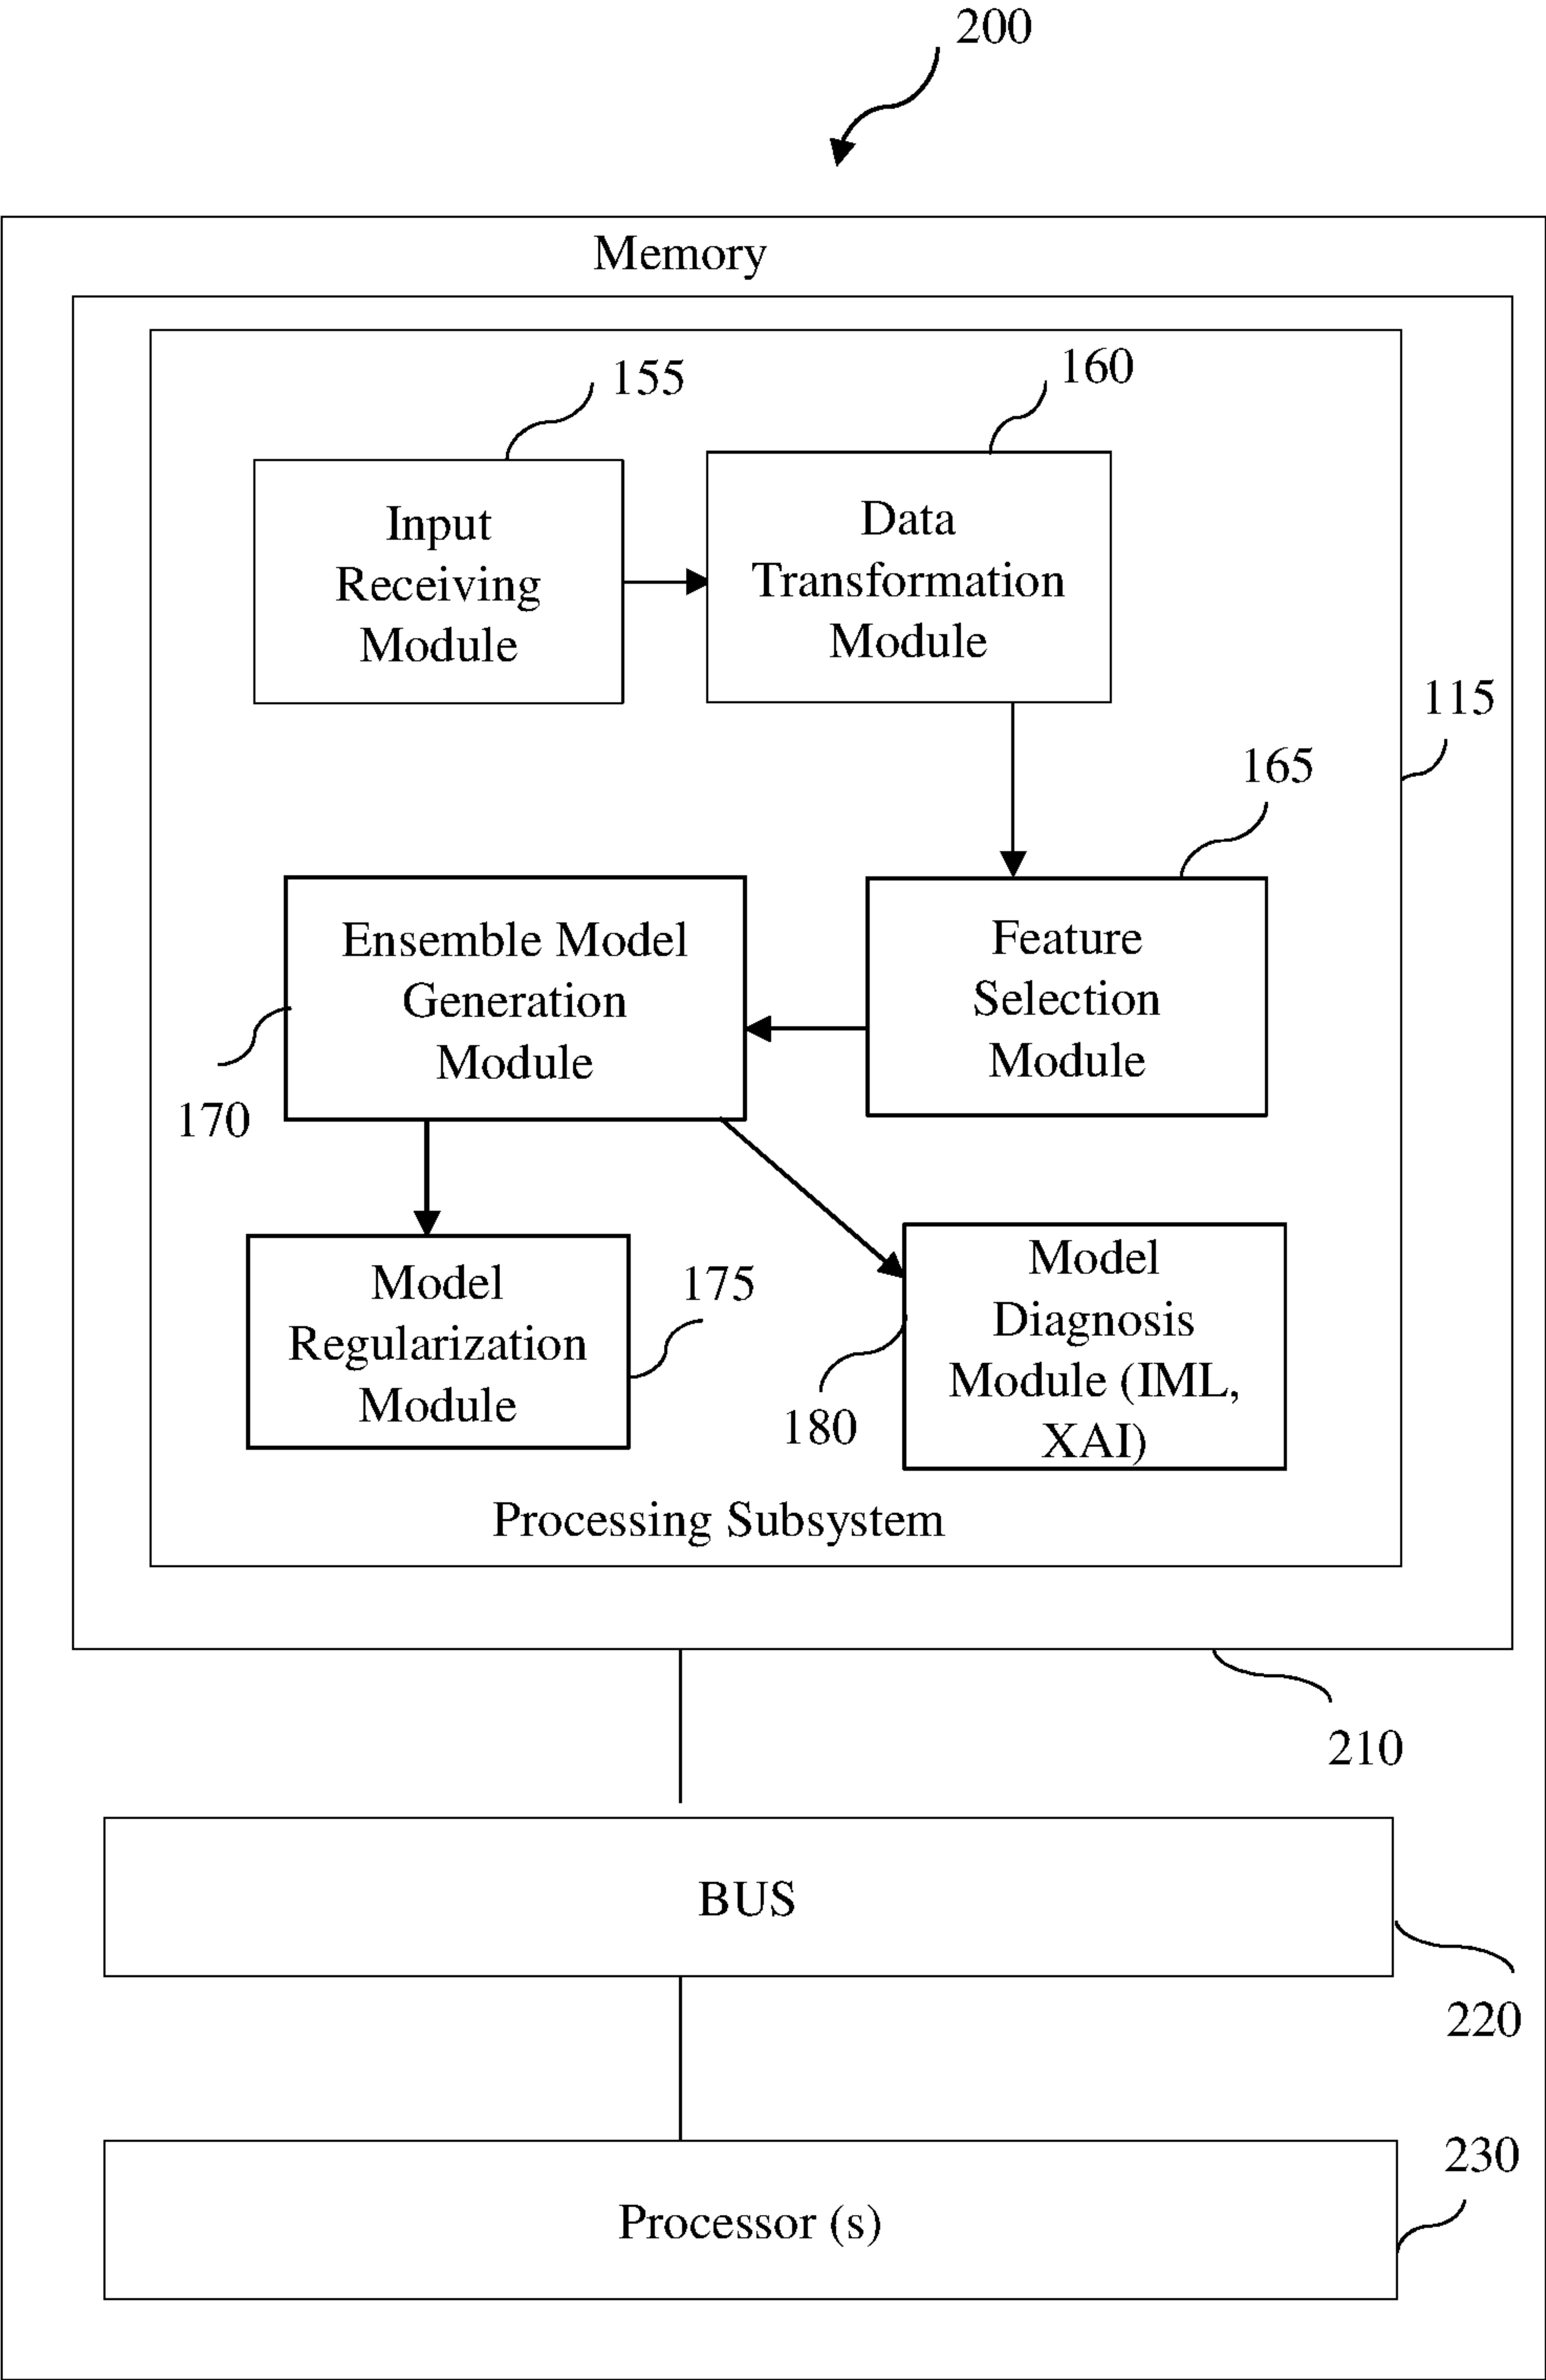 200
Memory
155
160
Input
Receiving
Module
Data
Transformation
Module
115
165
Ensemble Model
Generation
Module
Feature
Selection
Module
170
Model
Regularization
Module
175
Model
Diagnosis
Module (IML,
XAI)
180
Processing Subsystem
210
BUS
220
230
Processor (s)